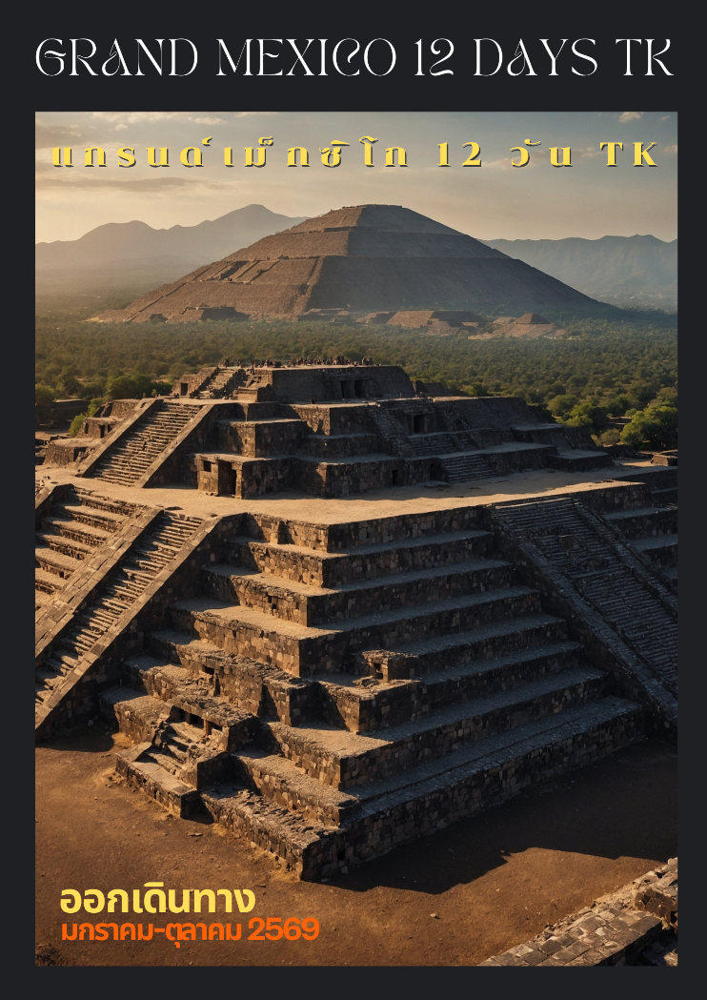 GRAND MEXICO 12 DAYS TK
แกรนด์เม็กซิโก 12 วัน TK
ออกเดินทาง
มกราคม-ตุลาคม 2569